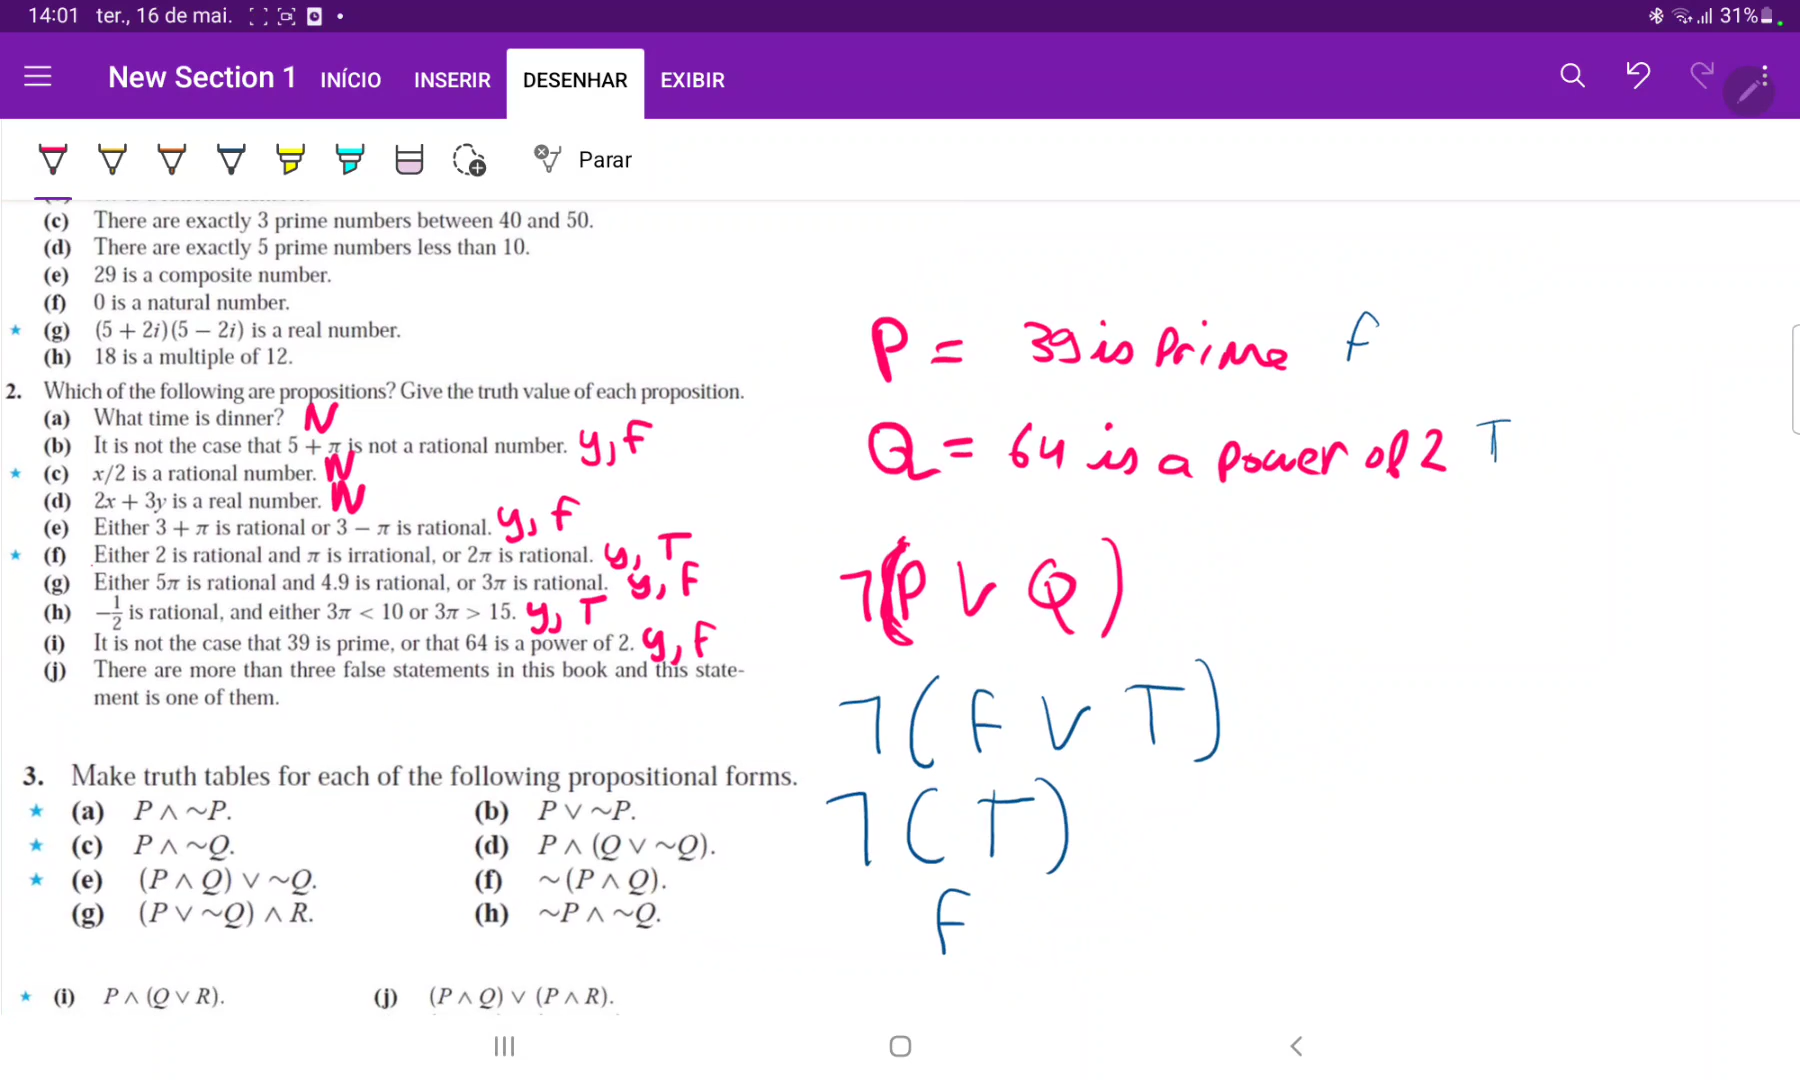 14:01 ter., 16 de mai. 31%
New Section 1 INÍCIO INSERIR DESENHAR EXIBIR
Parar
(c) There are exactly 3 prime numbers between 40 and 50.
(d) There are exactly 5 prime numbers less than 10.
(e) 29 is a composite number.
(f) 0 is a natural number.
★ (g) (5 + 2i)(5 − 2i) is a real number.
(h) 18 is a multiple of 12.
2. Which of the following are propositions? Give the truth value of each proposition.
(a) What time is dinner? N
(b) It is not the case that 5 + π is not a rational number. y, F
★ (c) x/2 is a rational number. N
(d) 2x + 3y is a real number. N
(e) Either 3 + π is rational or 3 − π is rational. y, F
★ (f) Either 2 is rational and π is irrational, or 2π is rational. y, T
(g) Either 5π is rational and 4.9 is rational, or 3π is rational. y, F
(h) −1/2 is rational, and either 3π < 10 or 3π > 15. y, T
(i) It is not the case that 39 is prime, or that 64 is a power of 2. y, F
(j) There are more than three false statements in this book and this state-
ment is one of them.
3. Make truth tables for each of the following propositional forms.
★ (a) P ∧ ~P. (b) P ∨ ~P.
★ (c) P ∧ ~Q. (d) P ∧ (Q ∨ ~Q).
★ (e) (P ∧ Q) ∨ ~Q. (f) ~(P ∧ Q).
(g) (P ∨ ~Q) ∧ R. (h) ~P ∧ ~Q.
★ (i) P ∧ (Q ∨ R). (j) (P ∧ Q) ∨ (P ∧ R).
P = 39 is Prime F
Q = 64 is a power of 2 T
¬(P ∨ Q)
¬(F ∨ T)
¬(T)
F